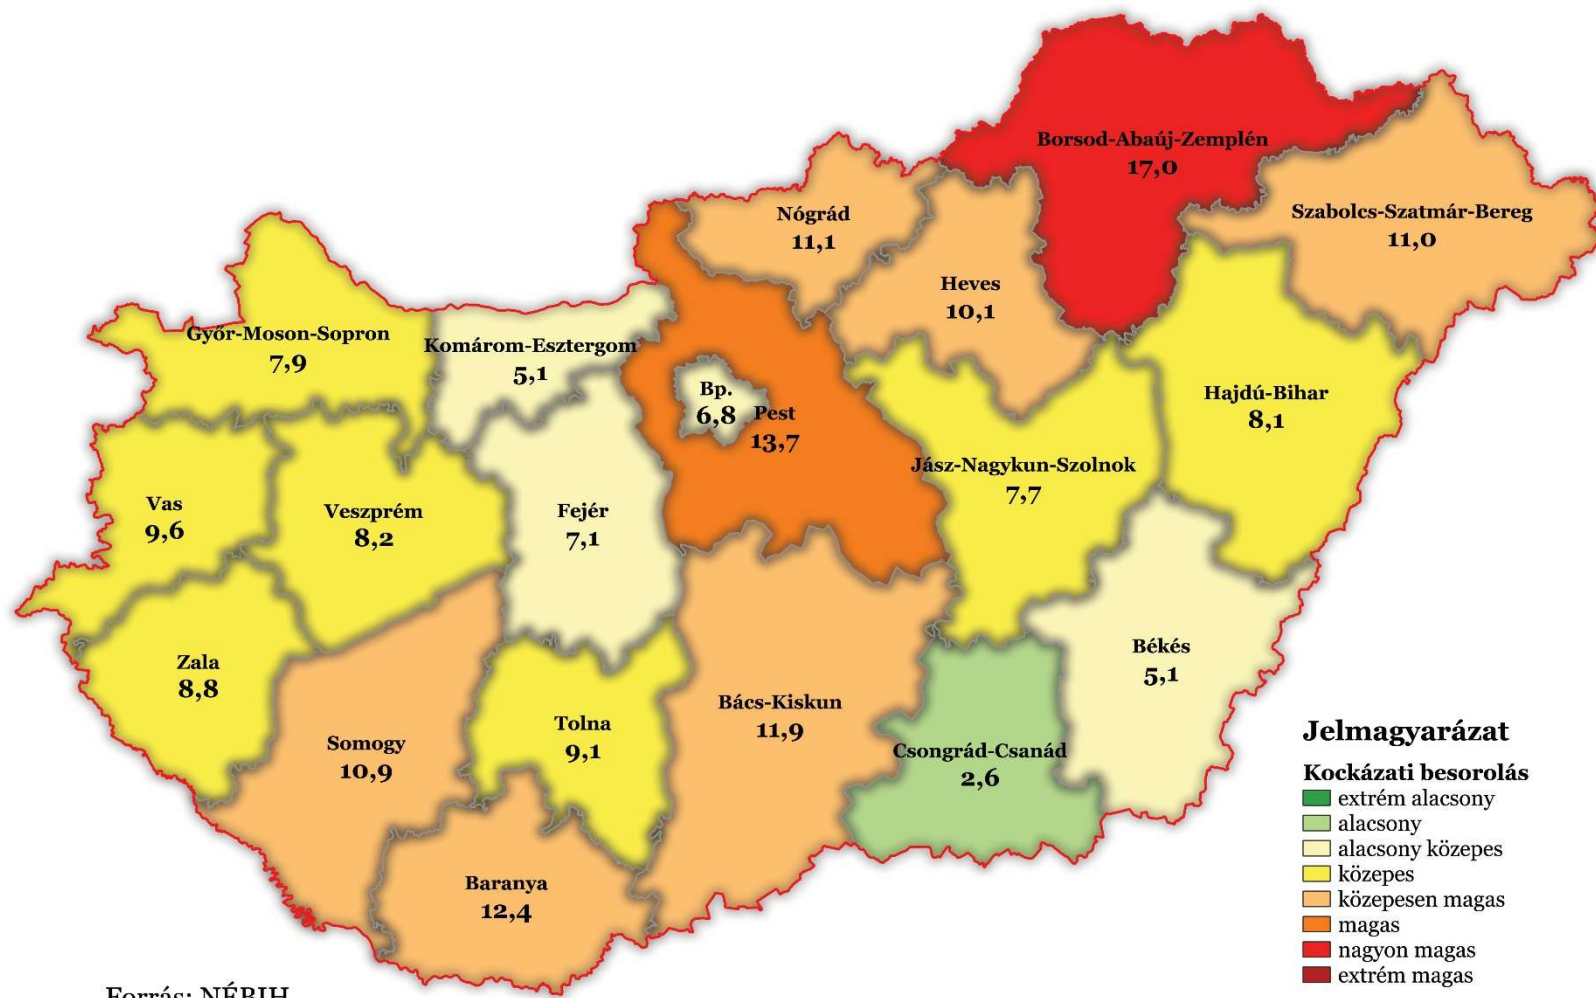 Borsod-Abaúj-Zemplén
17,0
Szabolcs-Szatmár-Bereg
11,0
Nógrád
11,1
Heves
10,1
Győr-Moson-Sopron
7,9
Komárom-Esztergom
5,1
Bp.
6,8
Pest
13,7
Hajdú-Bihar
8,1
Jász-Nagykun-Szolnok
7,7
Vas
9,6
Veszprém
8,2
Fejér
7,1
Zala
8,8
Békés
5,1
Somogy
10,9
Tolna
9,1
Bács-Kiskun
11,9
Csongrád-Csanád
2,6
Baranya
12,4
Jelmagyarázat
Kockázati besorolás
extrém alacsony
alacsony
alacsony közepes
közepes
közepesen magas
magas
nagyon magas
extrém magas
Forrás: NÉBIH